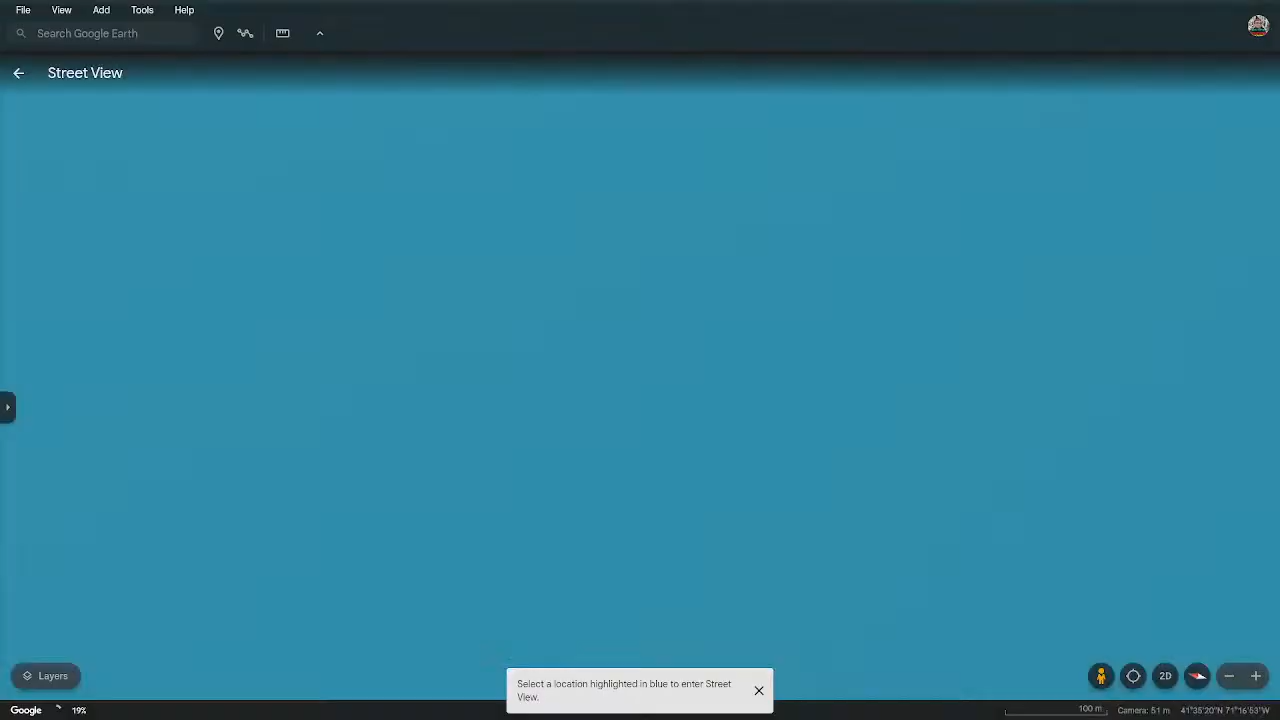 File View Add Tools Help
Search Google Earth
Street View
Layers
Select a location highlighted in blue to enter Street
View.
2D
Google 19% 100 m Camera: 51 m 41°35'20"N 71°16'53"W